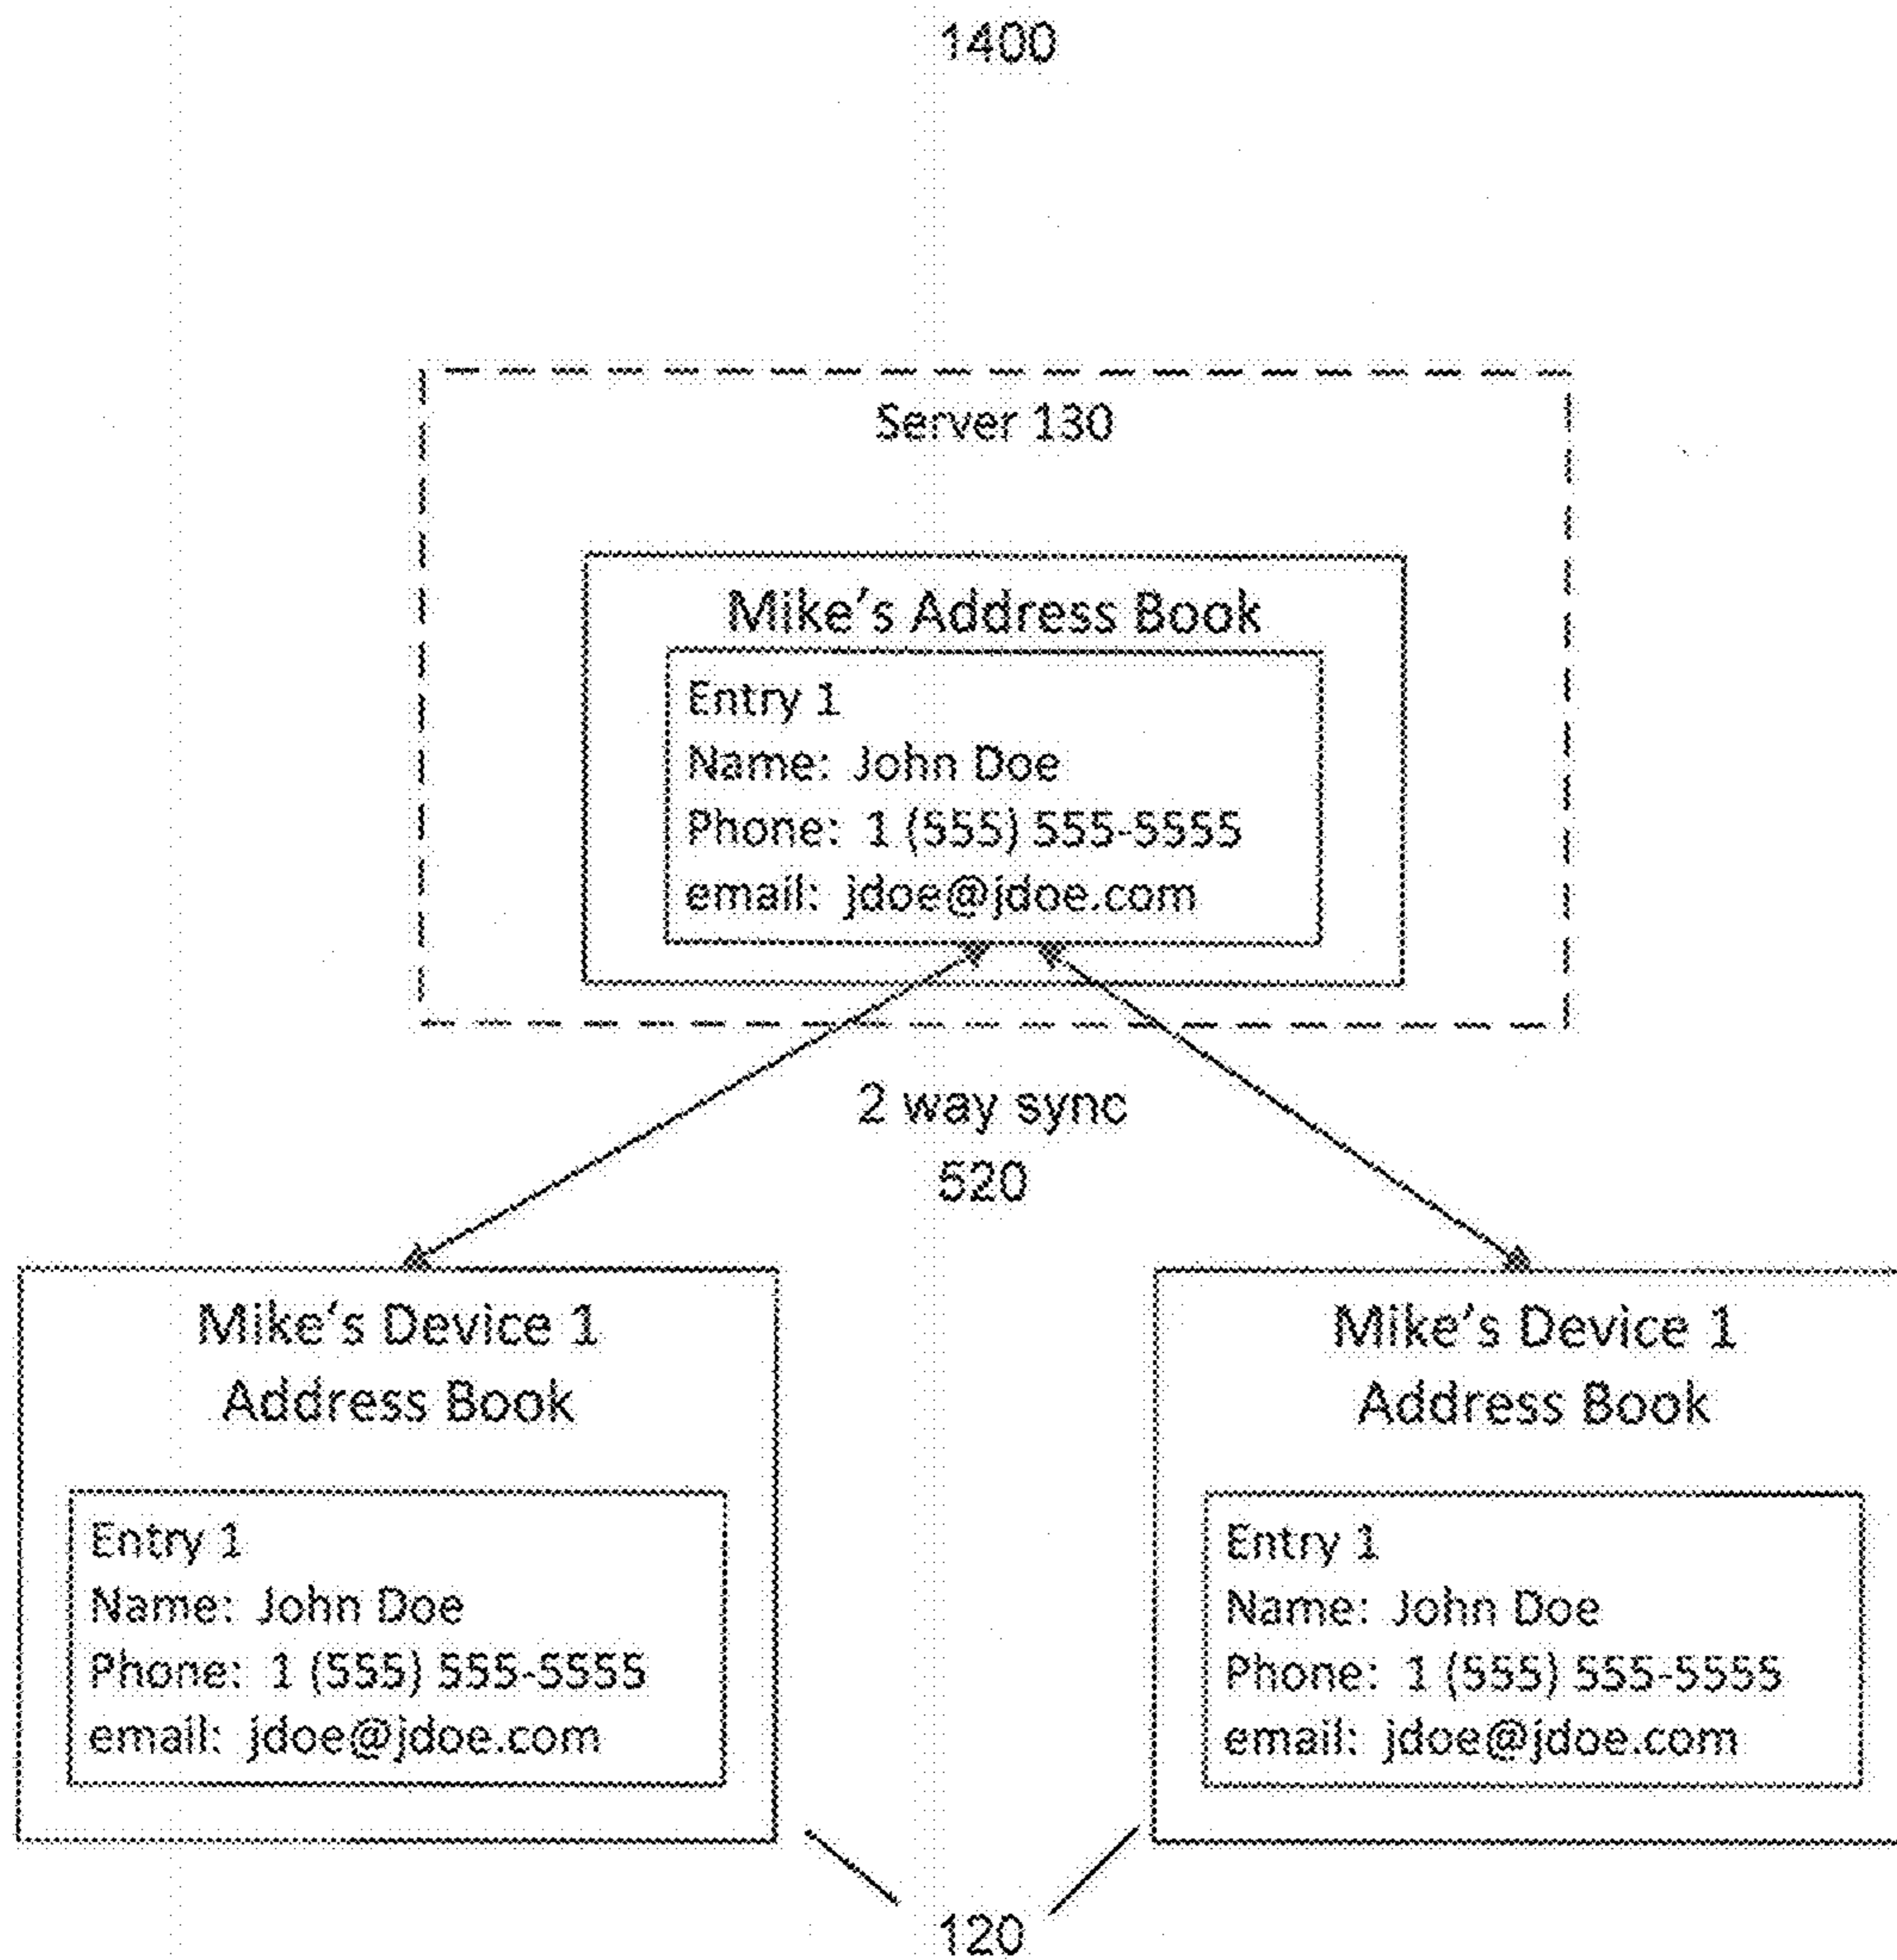 1400
Server 130
Mike's Address Book
Entry 1
Name: John Doe
Phone: 1 (555) 555-5555
email: jdoe@jdoe.com
2 way sync
520
Mike's Device 1
Address Book
Entry 1
Name: John Doe
Phone: 1 (555) 555-5555
email: jdoe@jdoe.com
Mike's Device 1
Address Book
Entry 1
Name: John Doe
Phone: 1 (555) 555-5555
email: jdoe@jdoe.com
120